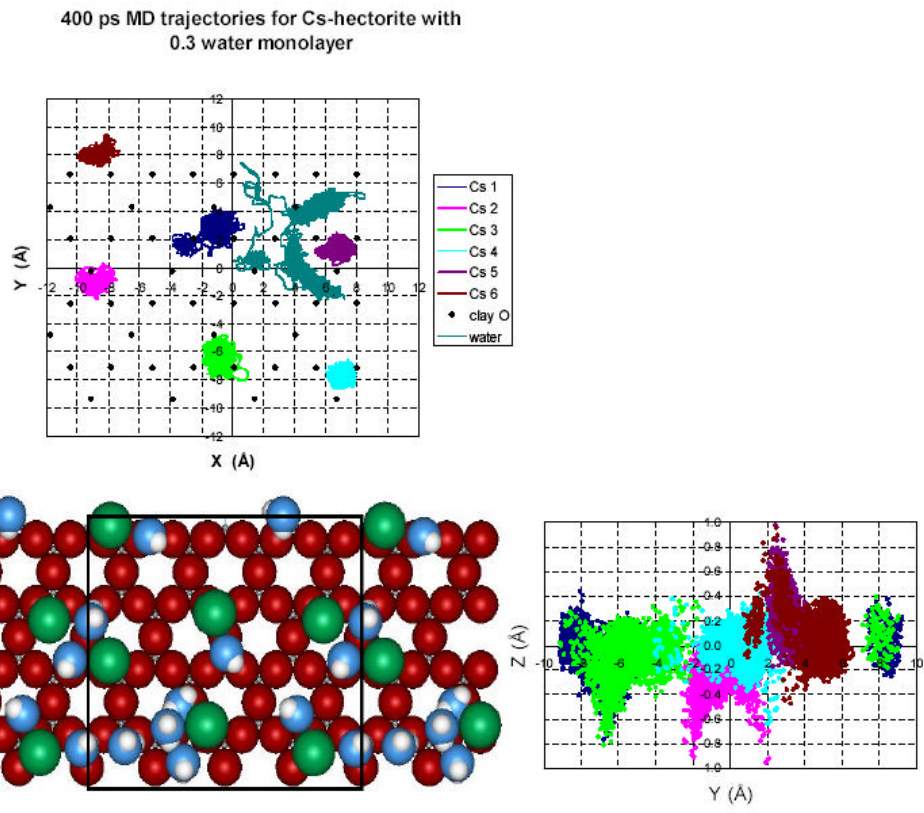 400 ps MD trajectories for Cs-hectorite with
0.3 water monolayer
12
10
8
6
4
2
0
-12 -10 -8 -6 -4 -2 0 2 4 6 8 10 12
-2
-4
-6
-8
-10
-12
Y (Å)
X (Å)
Cs 1
Cs 2
Cs 3
Cs 4
Cs 5
Cs 6
clay O
water
1.0
0.8
0.6
0.4
0.2
0.0
-10 -6 -4 -2 0 2 4 6 8 10
-0.2
-0.4
-0.6
-0.8
1.0
Z (Å)
Y (Å)